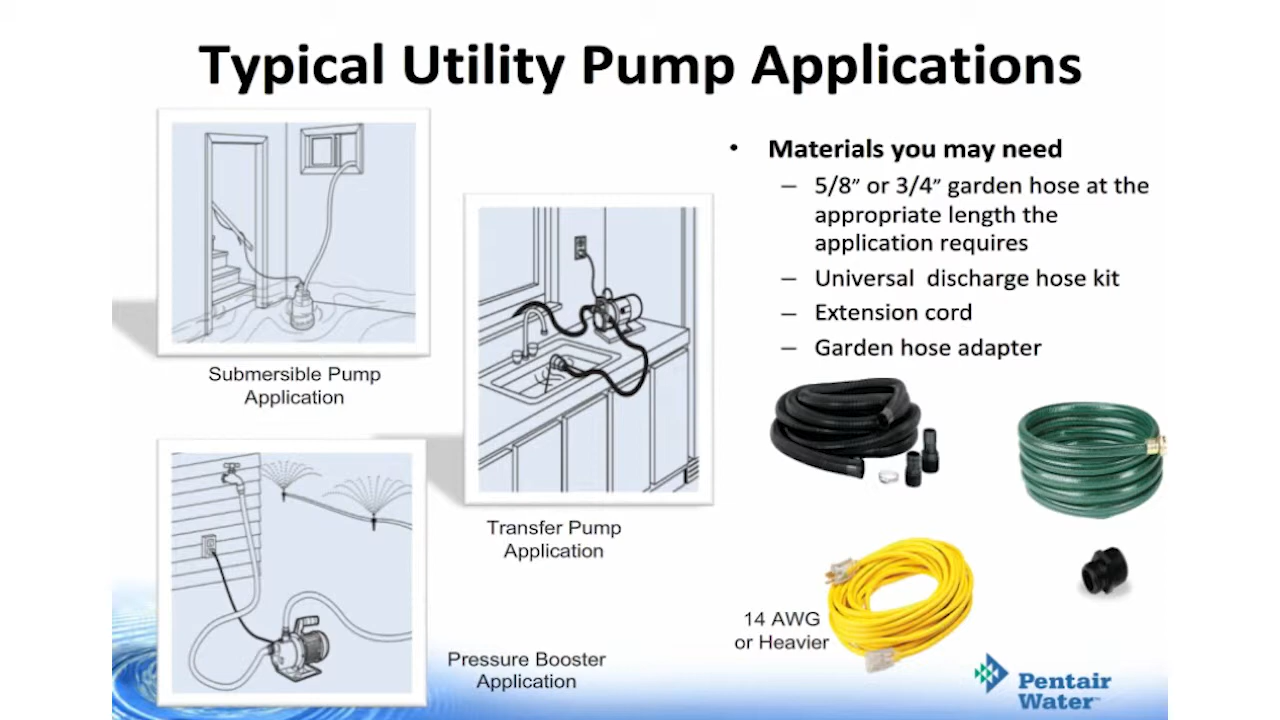 Typical Utility Pump Applications
Submersible Pump
Application
Transfer Pump
Application
Pressure Booster
Application
• Materials you may need
– 5/8” or 3/4” garden hose at the
appropriate length the
application requires
– Universal discharge hose kit
– Extension cord
– Garden hose adapter
14 AWG
or Heavier
Pentair
Water™